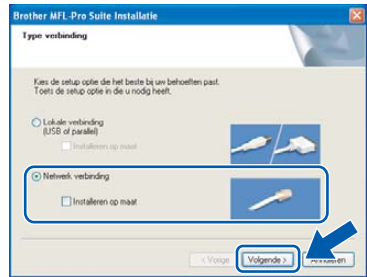 Brother MFL-Pro Suite Installatie
Type verbinding
Kies de setup optie die het beste bij uw behoeften past.
Toets de setup optie in die u nodig heeft.
Lokale verbinding
(USB of parallel)
Installeren op maat
Netwerk verbinding
Installeren op maat
< Vorige
Volgende >
Annuleren